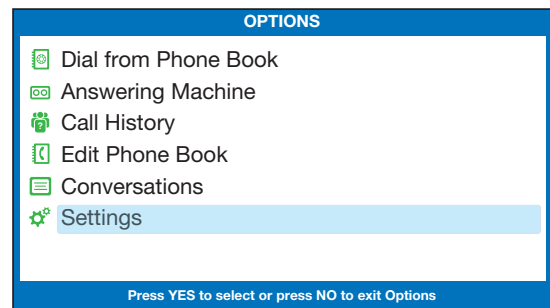 OPTIONS
Dial from Phone Book
Answering Machine
Call History
Edit Phone Book
Conversations
Settings
Press YES to select or press NO to exit Options